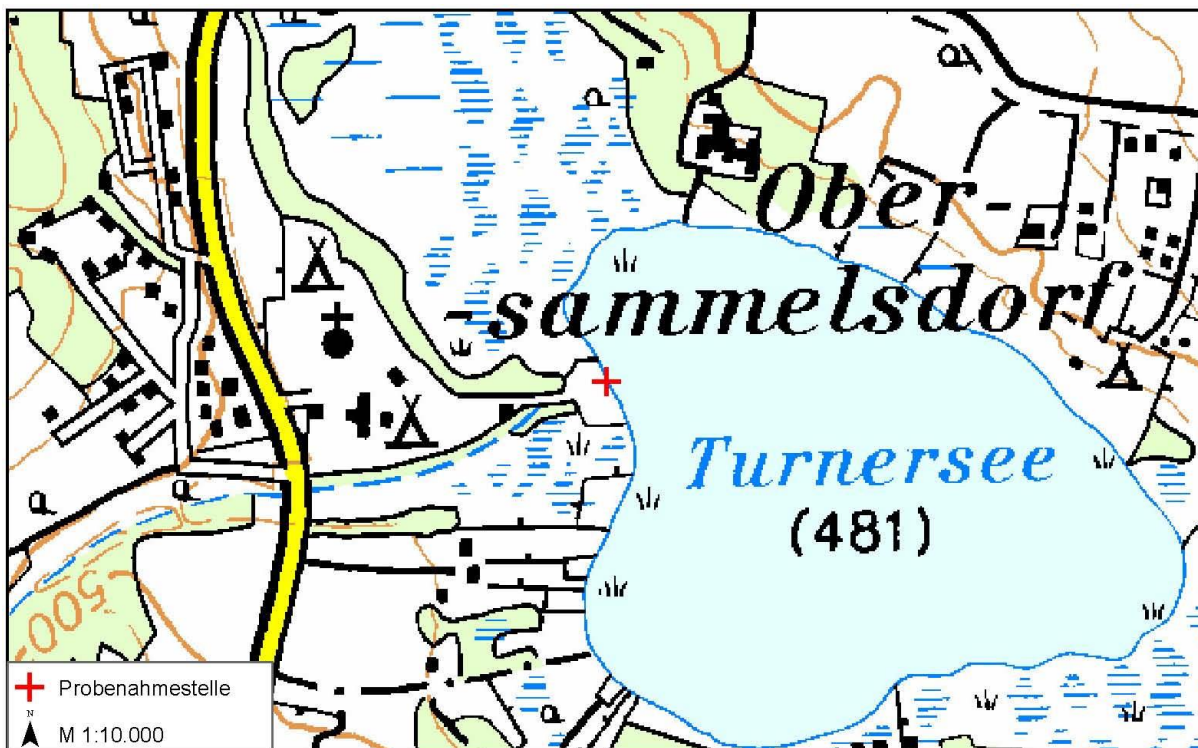 Ober-
-sammelsdorf
Turnersee
(481)
500
Probenahmestelle
N
M 1:10.000